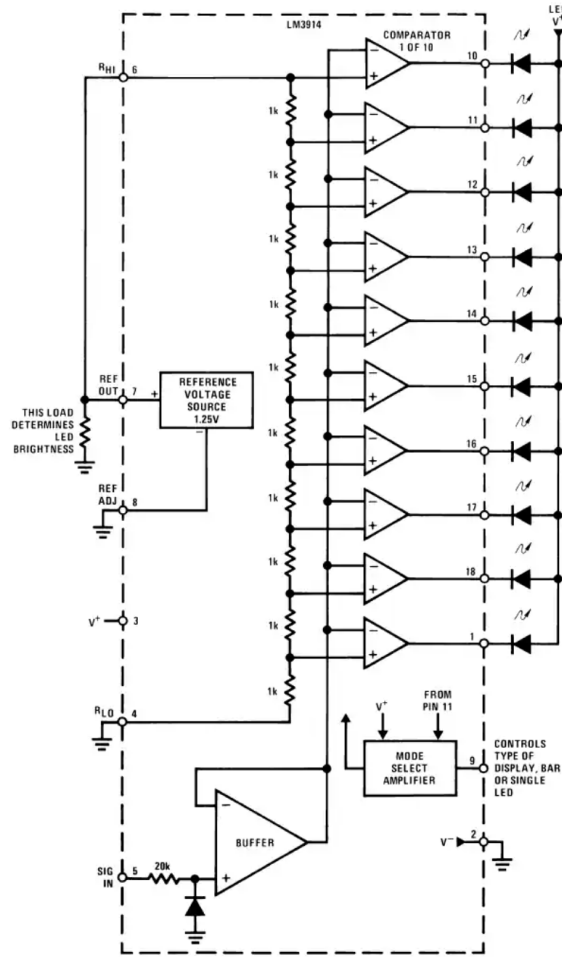 LM3914
LE
V+
COMPARATOR
1 OF 10
RHI
6
10
1k
11
1k
12
1k
13
1k
14
1k
15
REF
OUT
7
+
REFERENCE
VOLTAGE
SOURCE
1.25V
−
THIS LOAD
DETERMINES
LED
BRIGHTNESS
1k
16
1k
17
REF
ADJ
8
1k
18
V+
3
1k
1
1k
RLO
4
V+
FROM
PIN 11
MODE
SELECT
AMPLIFIER
9
CONTROLS
TYPE OF
DISPLAY, BAR
OR SINGLE
LED
−
BUFFER
+
V−
2
SIG
IN
5
20k
− +
− +
− +
− +
− +
− +
− +
− +
− +
− +